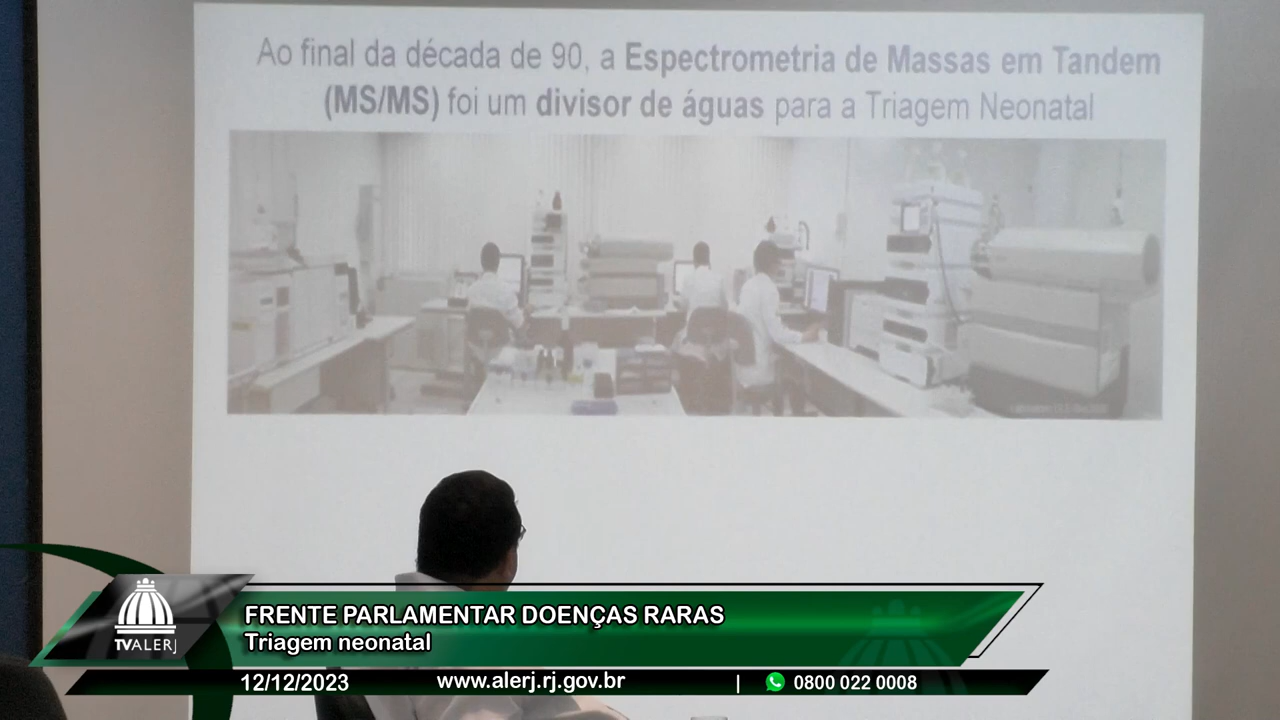 Ao final da década de 90, a Espectrometria de Massas em Tandem
(MS/MS) foi um divisor de águas para a Triagem Neonatal
FRENTE PARLAMENTAR DOENÇAS RARAS
Triagem neonatal
TVALERJ
12/12/2023 www.alerj.rj.gov.br | 0800 022 0008